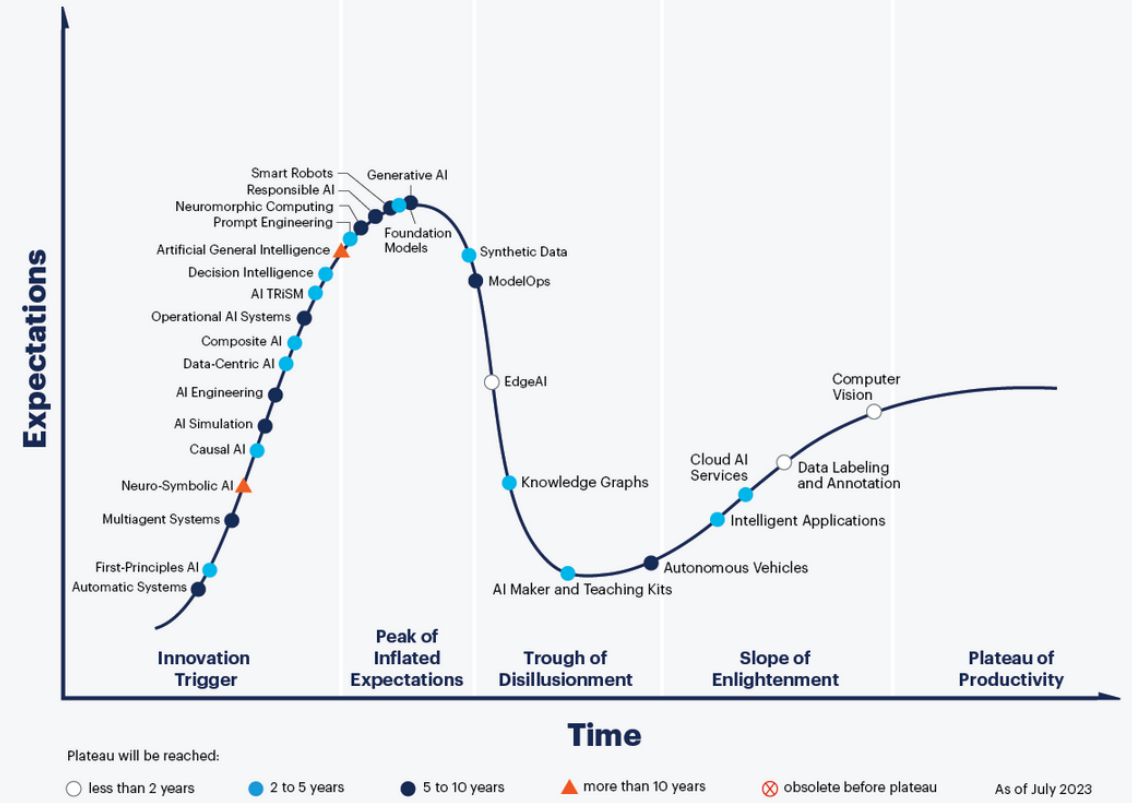 Expectations
Smart Robots
Generative AI
Responsible AI
Neuromorphic Computing
Prompt Engineering
Foundation
Models
Artificial General Intelligence
Decision Intelligence
AI TRiSM
Operational AI Systems
Composite AI
Data-Centric AI
AI Engineering
AI Simulation
Causal AI
Neuro-Symbolic AI
Multiagent Systems
First-Principles AI
Automatic Systems
Synthetic Data
ModelOps
EdgeAI
Knowledge Graphs
AI Maker and Teaching Kits
Autonomous Vehicles
Intelligent Applications
Cloud AI
Services
Data Labeling
and Annotation
Computer
Vision
Innovation
Trigger
Peak of
Inflated
Expectations
Trough of
Disillusionment
Slope of
Enlightenment
Plateau of
Productivity
Time
Plateau will be reached:
less than 2 years
2 to 5 years
5 to 10 years
more than 10 years
obsolete before plateau
As of July 2023